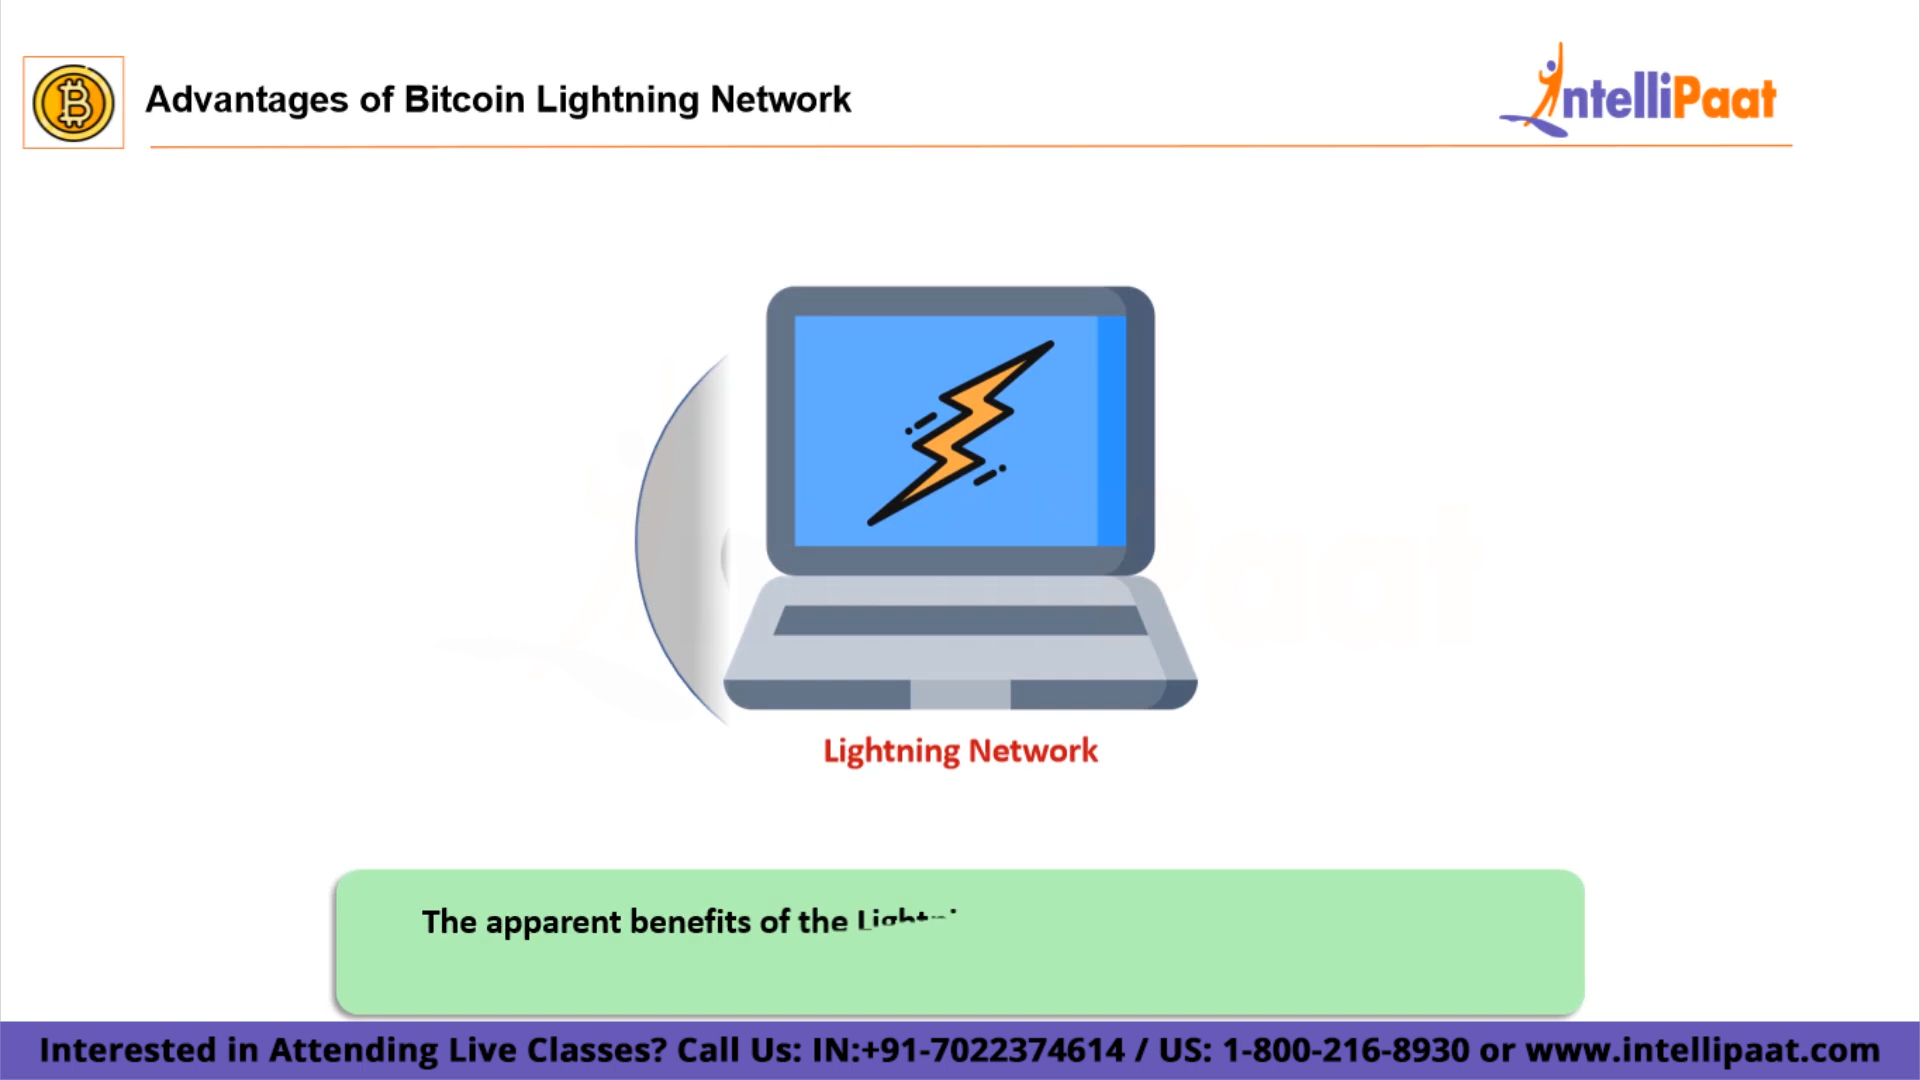 Advantages of Bitcoin Lightning Network
IntelliPaat
Lightning Network
The apparent benefits of the
Interested in Attending Live Classes? Call Us: IN:+91-7022374614 / US: 1-800-216-8930 or www.intellipaat.com